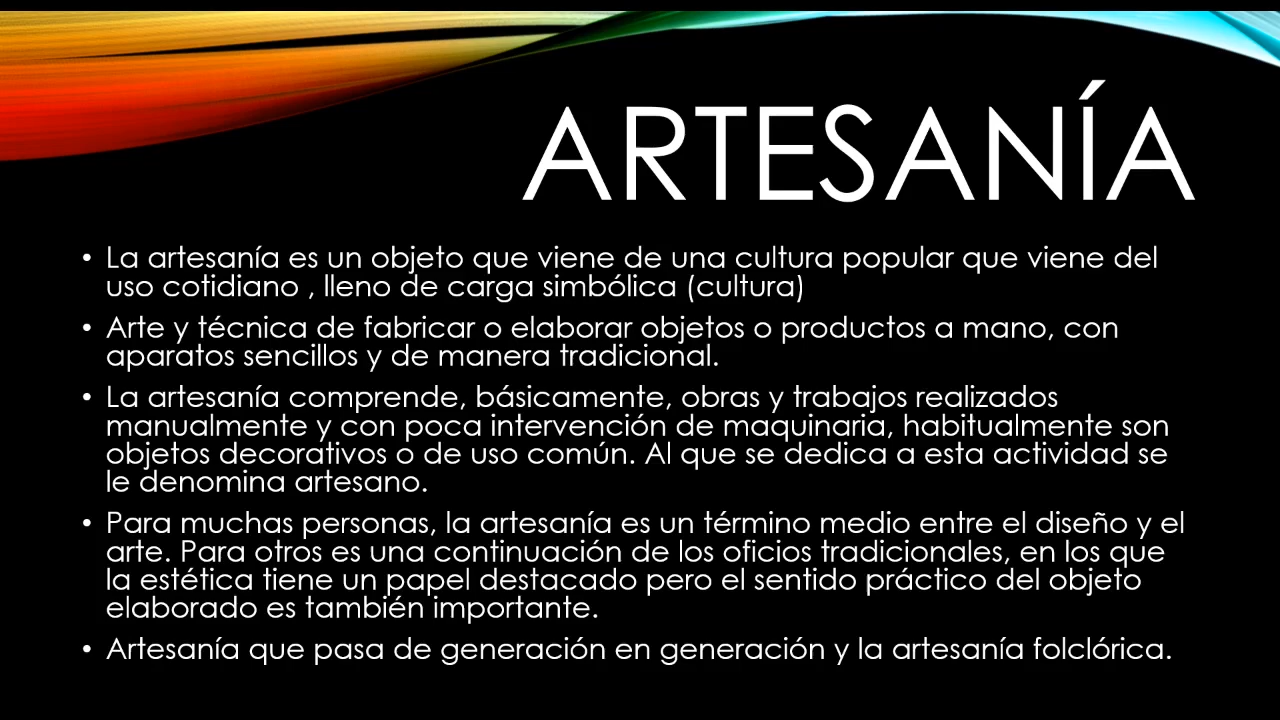 ARTESANÍA
• La artesanía es un objeto que viene de una cultura popular que viene del
uso cotidiano , lleno de carga simbólica (cultura)
• Arte y técnica de fabricar o elaborar objetos o productos a mano, con
aparatos sencillos y de manera tradicional.
• La artesanía comprende, básicamente, obras y trabajos realizados
manualmente y con poca intervención de maquinaria, habitualmente son
objetos decorativos o de uso común. Al que se dedica a esta actividad se
le denomina artesano.
• Para muchas personas, la artesanía es un término medio entre el diseño y el
arte. Para otros es una continuación de los oficios tradicionales, en los que
la estética tiene un papel destacado pero el sentido práctico del objeto
elaborado es también importante.
• Artesanía que pasa de generación en generación y la artesanía folclórica.